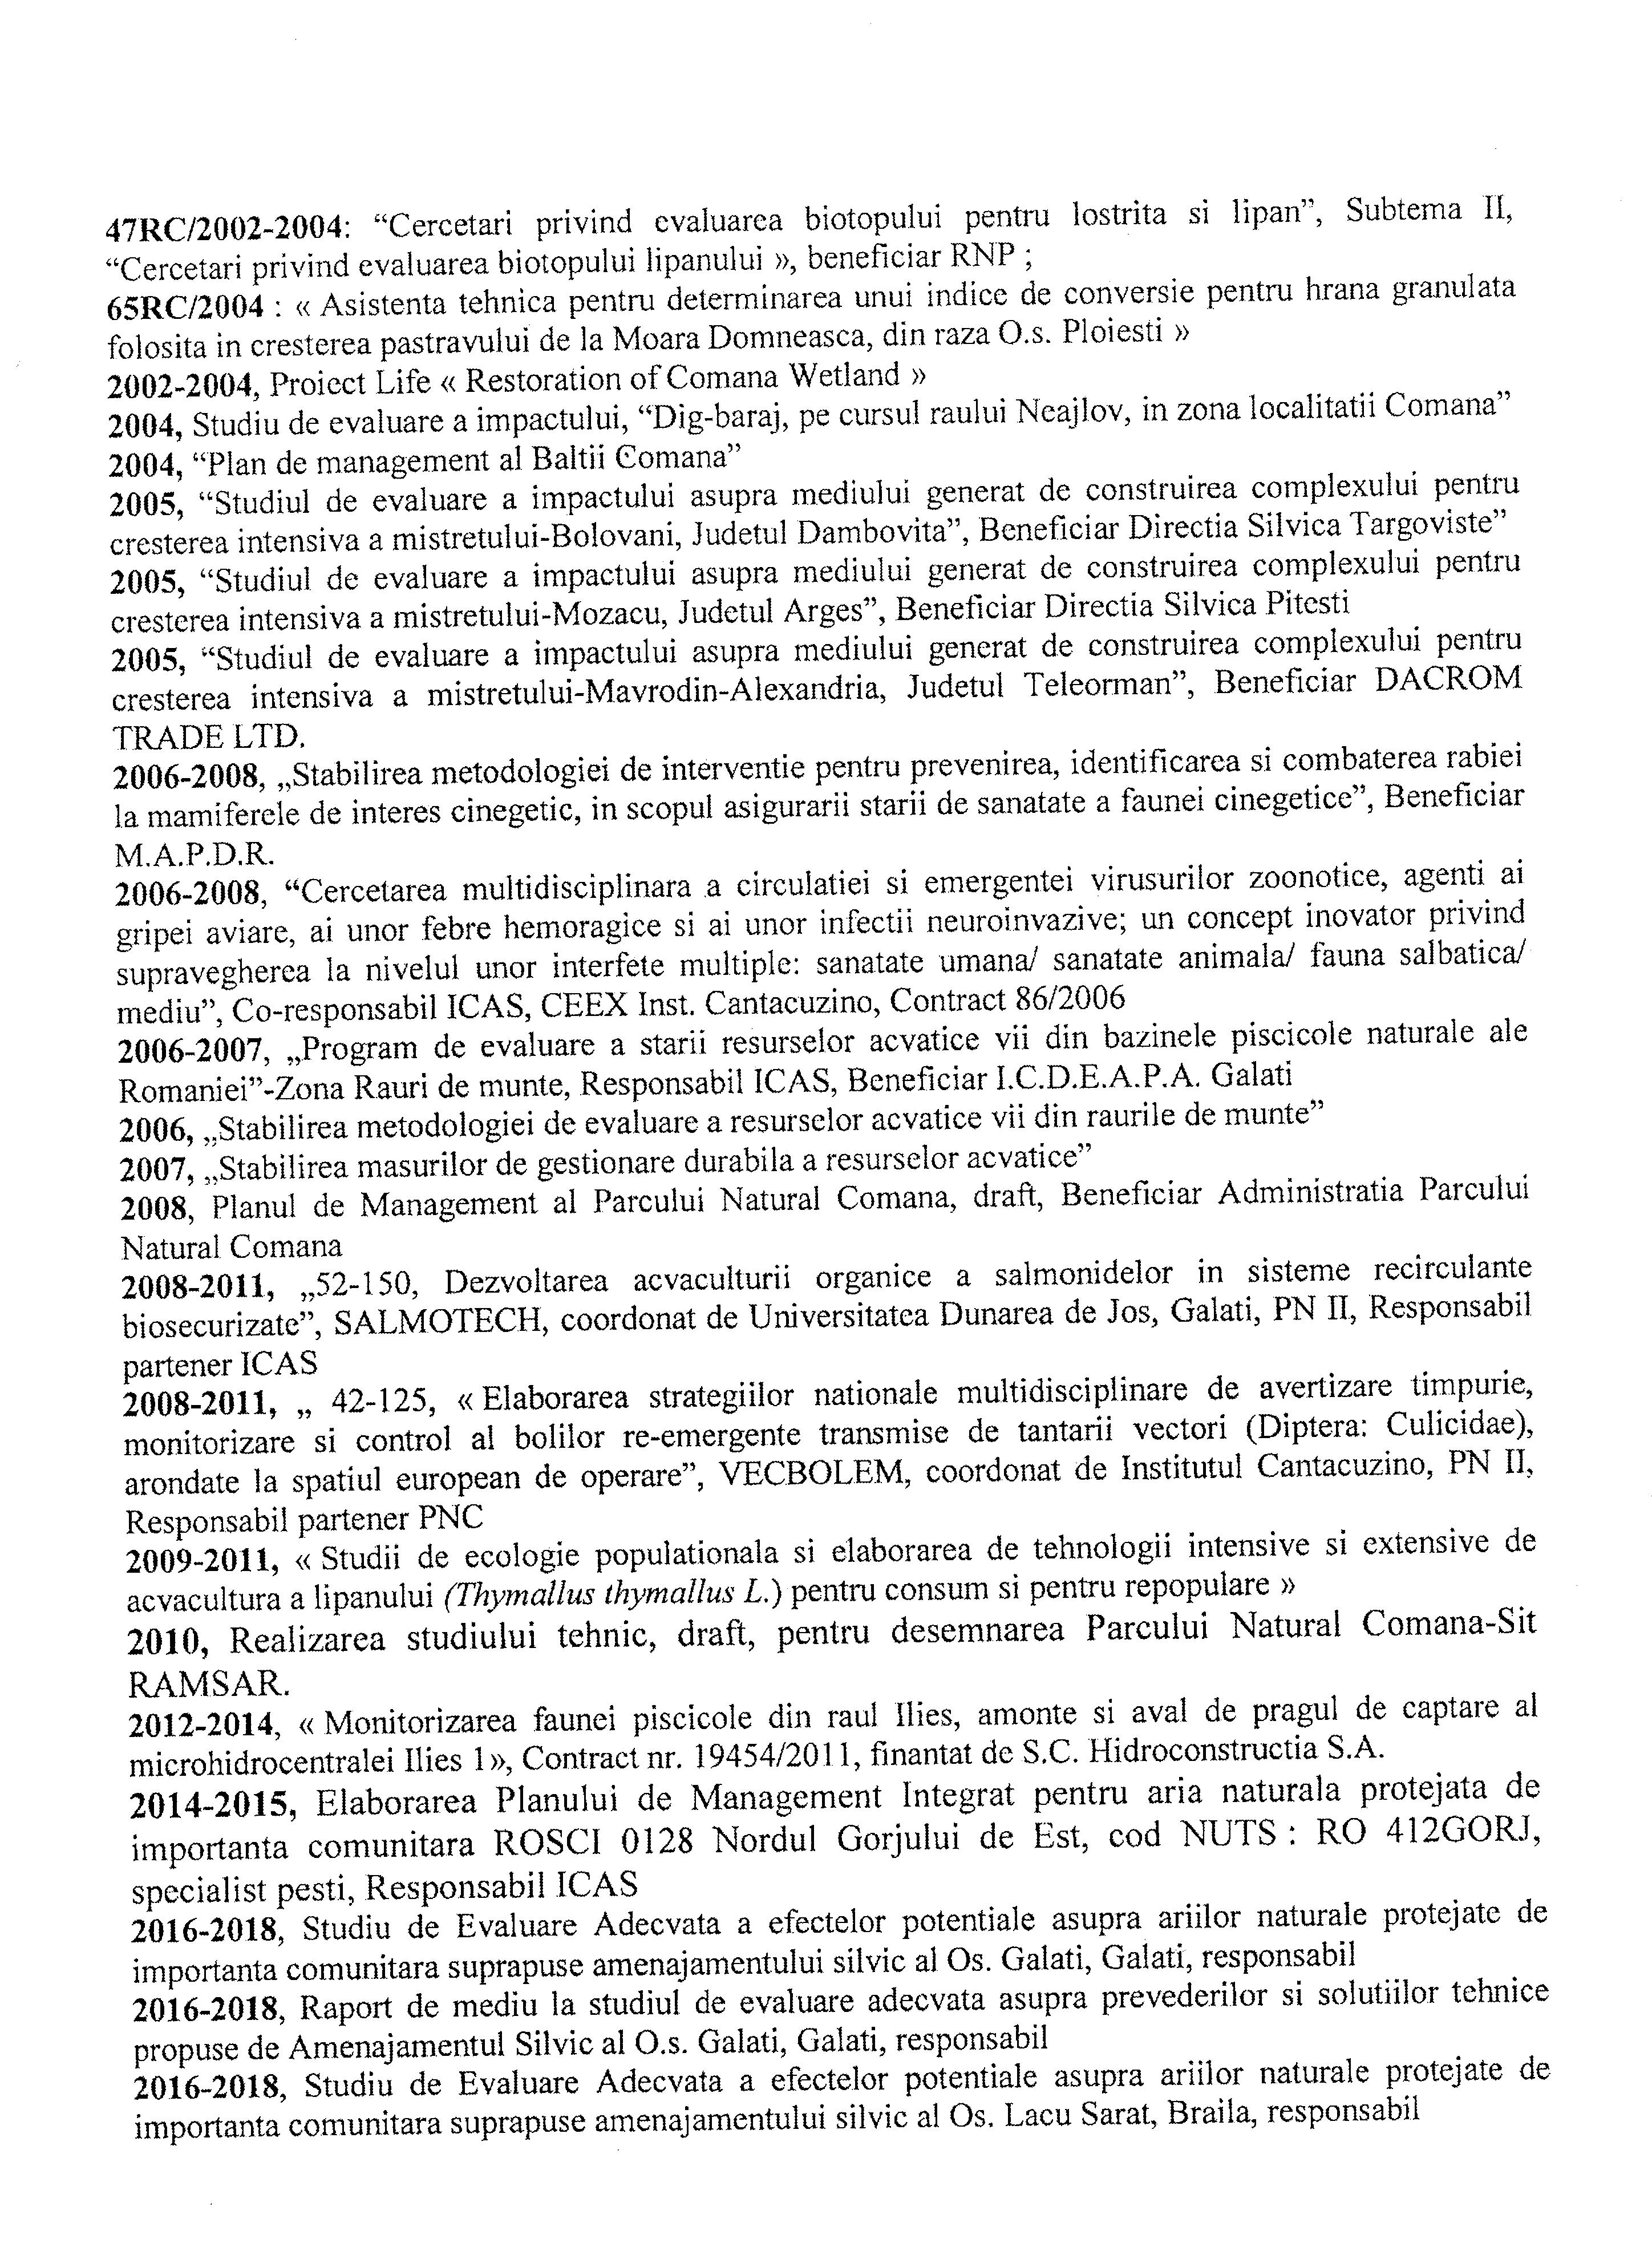 47RC/2002-2004: “Cercetari privind evaluarea biotopului pentru lostrita si lipan”, Subtema II,
“Cercetari privind evaluarea biotopului lipanului », beneficiar RNP ;
65RC/2004 : « Asistenta tehnica pentru determinarea unui indice de conversie pentru hrana granulata
folosita in cresterea pastravului de la Moara Domneasca, din raza O.s. Ploiesti »
2002-2004, Proiect Life « Restoration of Comana Wetland »
2004, Studiu de evaluare a impactului, “Dig-baraj, pe cursul raului Neajlov, in zona localitatii Comana”
2004, “Plan de management al Baltii Comana”
2005, “Studiul de evaluare a impactului asupra mediului generat de construirea complexului pentru
cresterea intensiva a mistretului-Bolovani, Judetul Dambovita”, Beneficiar Directia Silvica Targoviste”
2005, “Studiul de evaluare a impactului asupra mediului generat de construirea complexului pentru
cresterea intensiva a mistretului-Mozacu, Judetul Arges”, Beneficiar Directia Silvica Pitesti
2005, “Studiul de evaluare a impactului asupra mediului generat de construirea complexului pentru
cresterea intensiva a mistretului-Mavrodin-Alexandria, Judetul Teleorman”, Beneficiar DACROM
TRADE LTD.
2006-2008, „Stabilirea metodologiei de interventie pentru prevenirea, identificarea si combaterea rabiei
la mamiferele de interes cinegetic, in scopul asigurarii starii de sanatate a faunei cinegetice”, Beneficiar
M.A.P.D.R.
2006-2008, “Cercetarea multidisciplinara a circulatiei si emergentei virusurilor zoonotice, agenti ai
gripei aviare, ai unor febre hemoragice si ai unor infectii neuroinvazive; un concept inovator privind
supravegherea la nivelul unor interfete multiple: sanatate umana/ sanatate animala/ fauna salbatica/
mediu”, Co-responsabil ICAS, CEEX Inst. Cantacuzino, Contract 86/2006
2006-2007, „Program de evaluare a starii resurselor acvatice vii din bazinele piscicole naturale ale
Romaniei”-Zona Rauri de munte, Responsabil ICAS, Beneficiar I.C.D.E.A.P.A. Galati
2006, „Stabilirea metodologiei de evaluare a resurselor acvatice vii din raurile de munte”
2007, „Stabilirea masurilor de gestionare durabila a resurselor acvatice”
2008, Planul de Management al Parcului Natural Comana, draft, Beneficiar Administratia Parcului
Natural Comana
2008-2011, „52-150, Dezvoltarea acvaculturii organice a salmonidelor in sisteme recirculante
biosecurizate”, SALMOTECH, coordonat de Universitatea Dunarea de Jos, Galati, PN II, Responsabil
partener ICAS
2008-2011, „ 42-125, « Elaborarea strategiilor nationale multidisciplinare de avertizare timpurie,
monitorizare si control al bolilor re-emergente transmise de tantarii vectori (Diptera: Culicidae),
arondate la spatiul european de operare”, VECBOLEM, coordonat de Institutul Cantacuzino, PN II,
Responsabil partener PNC
2009-2011, « Studii de ecologie populationala si elaborarea de tehnologii intensive si extensive de
acvacultura a lipanului (Thymallus thymallus L.) pentru consum si pentru repopulare »
2010, Realizarea studiului tehnic, draft, pentru desemnarea Parcului Natural Comana-Sit
RAMSAR.
2012-2014, « Monitorizarea faunei piscicole din raul Ilies, amonte si aval de pragul de captare al
microhidrocentralei Ilies 1», Contract nr. 19454/2011, finantat de S.C. Hidroconstructia S.A.
2014-2015, Elaborarea Planului de Management Integrat pentru aria naturala protejata de
importanta comunitara ROSCI 0128 Nordul Gorjului de Est, cod NUTS : RO 412GORJ,
specialist pesti, Responsabil ICAS
2016-2018, Studiu de Evaluare Adecvata a efectelor potentiale asupra ariilor naturale protejate de
importanta comunitara suprapuse amenajamentului silvic al Os. Galati, Galati, responsabil
2016-2018, Raport de mediu la studiul de evaluare adecvata asupra prevederilor si solutiilor tehnice
propuse de Amenajamentul Silvic al O.s. Galati, Galati, responsabil
2016-2018, Studiu de Evaluare Adecvata a efectelor potentiale asupra ariilor naturale protejate de
importanta comunitara suprapuse amenajamentului silvic al Os. Lacu Sarat, Braila, responsabil